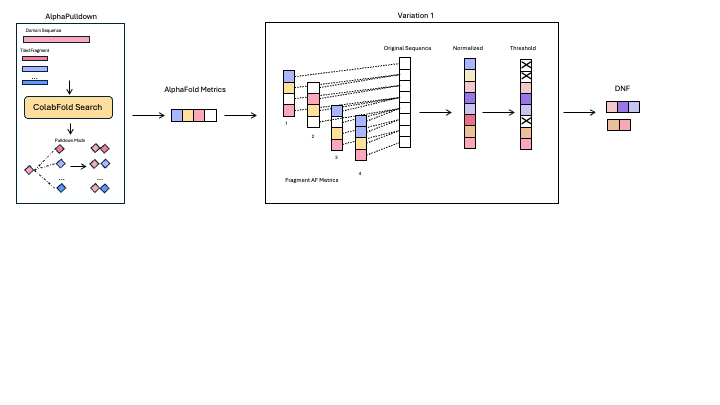 AlphaPulldown
Domain Sequence
Tiled Fragment
...
ColabFold Search
Pulldown Mode
...
...
AlphaFold Metrics
Variation 1
Original Sequence
Normalized
Threshold
1
2
3
4
Fragment AF Metrics
DNF